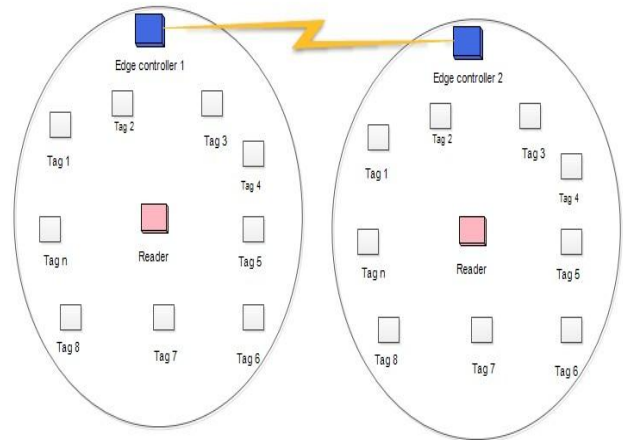 Edge controller 1
Tag 1
Tag 2
Tag 3
Tag 4
Tag n
Reader
Tag 5
Tag 8
Tag 7
Tag 6
Edge controller 2
Tag 1
Tag 2
Tag 3
Tag 4
Tag n
Reader
Tag 5
Tag 8
Tag 7
Tag 6